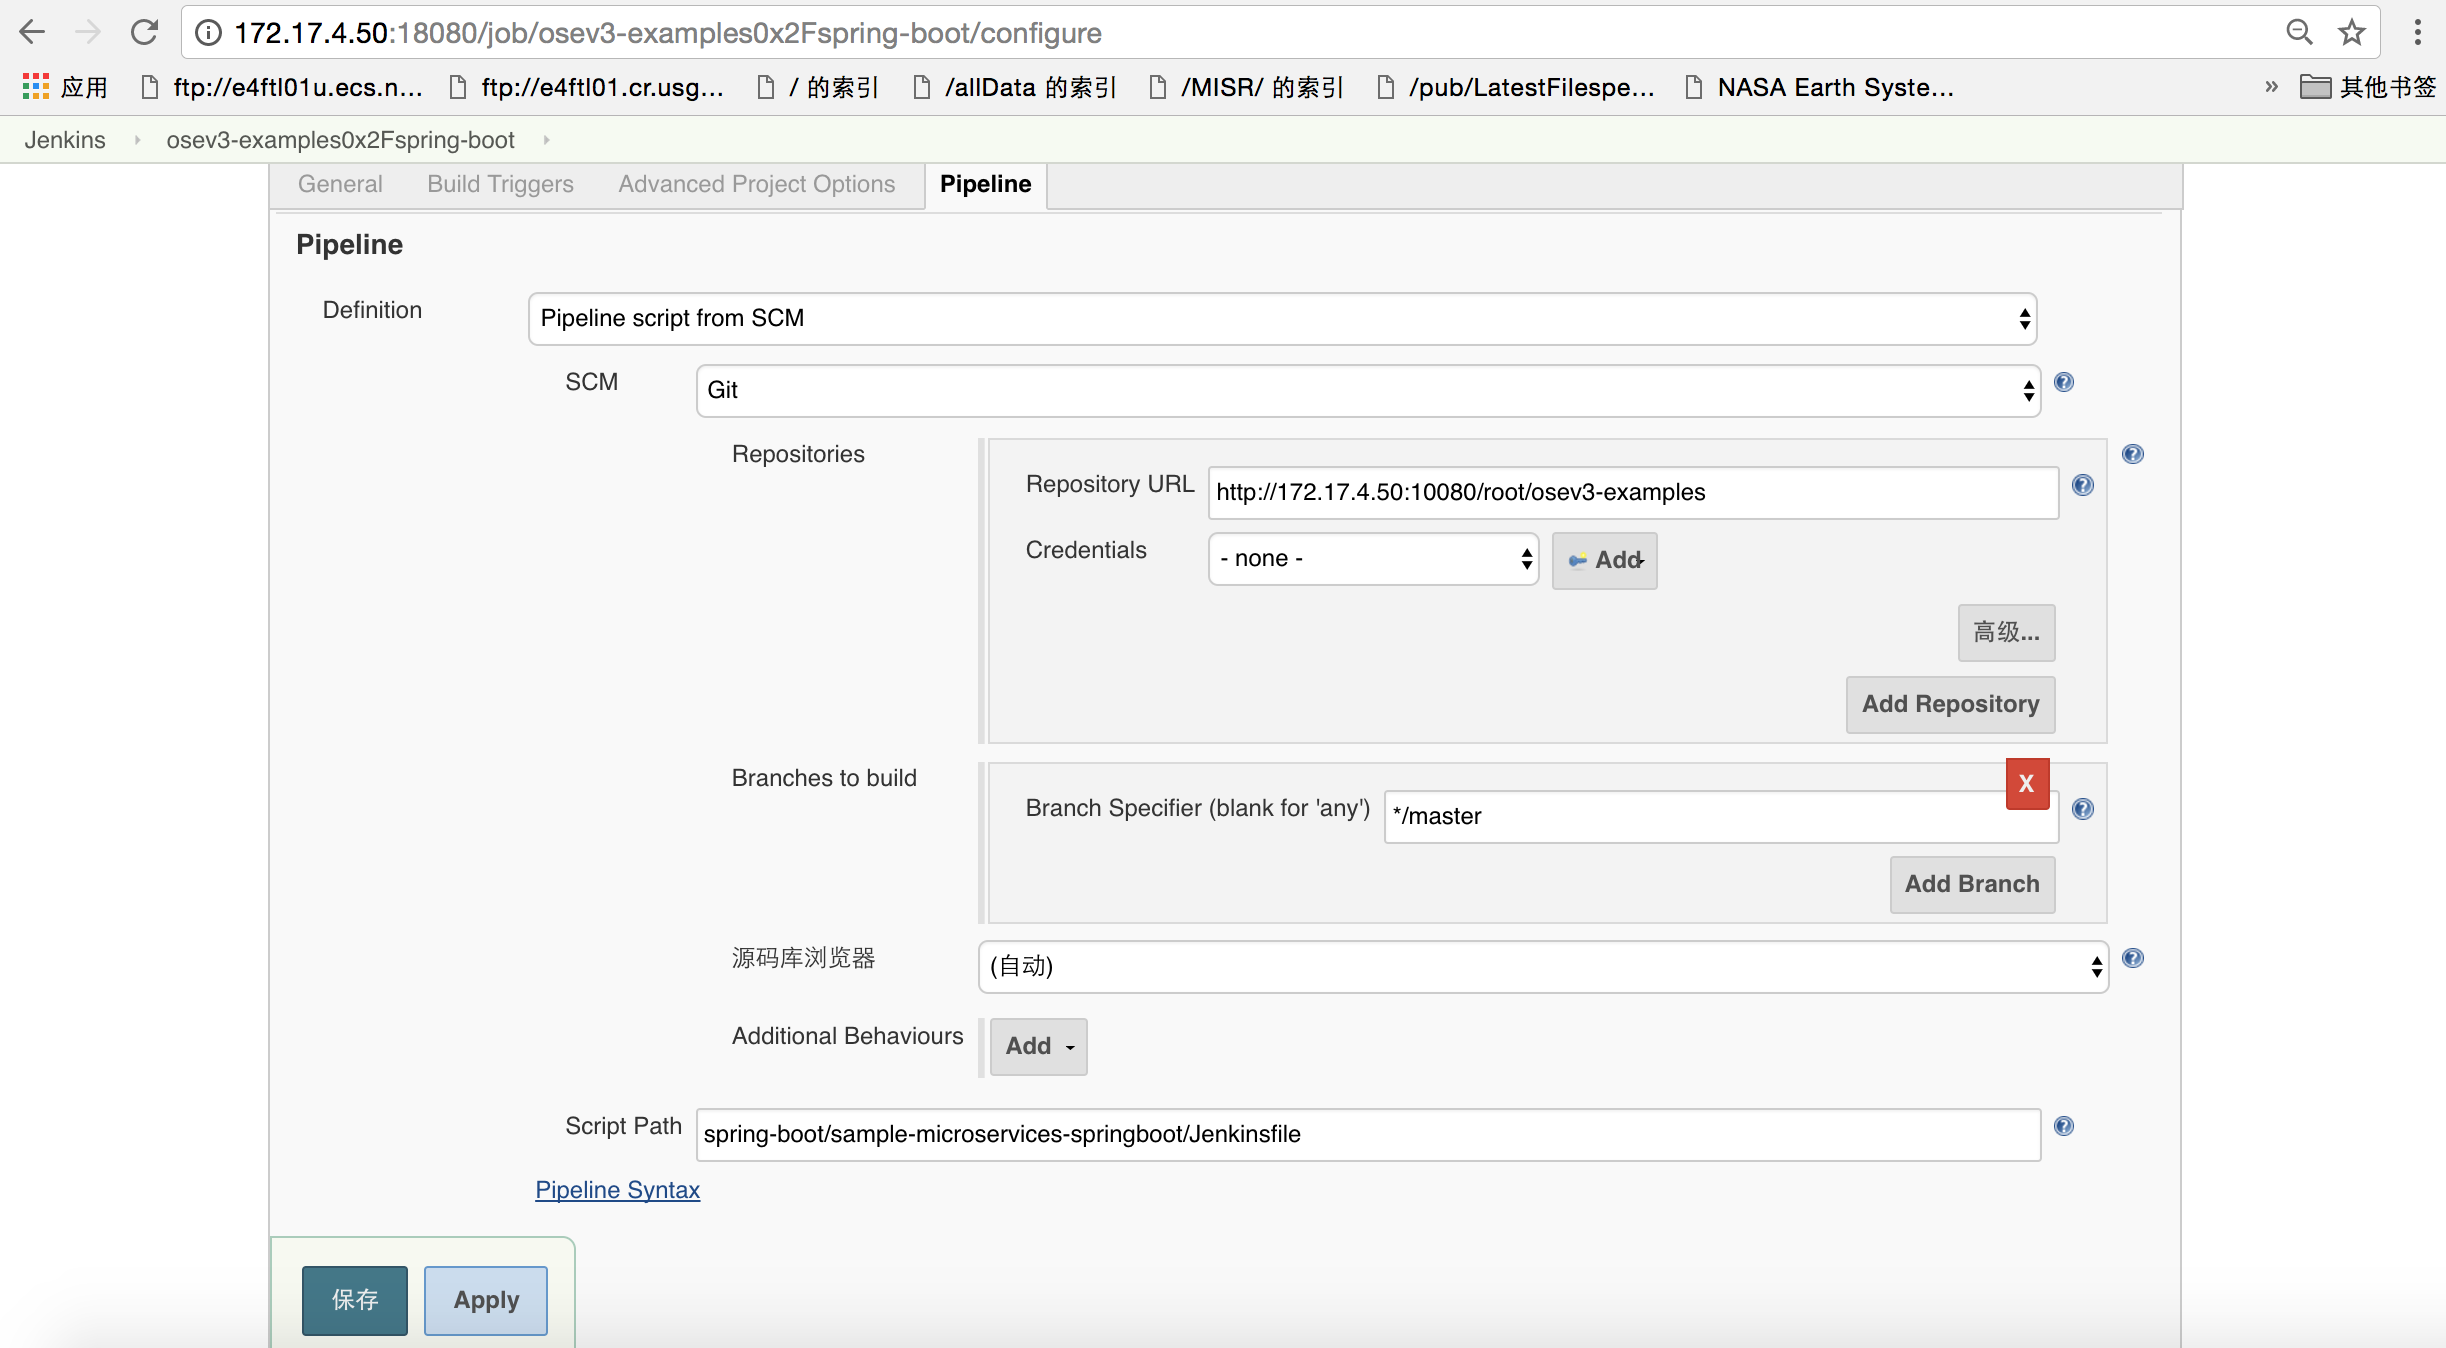 172.17.4.50:18080/job/osev3-examples0x2Fspring-boot/configure
应用 ftp://e4ftl01u.ecs.n... ftp://e4ftl01.cr.usg... / 的索引 /allData 的索引 /MISR/ 的索引 /pub/LatestFilespe... NASA Earth Syste... » 其他书签
Jenkins osev3-examples0x2Fspring-boot
General Build Triggers Advanced Project Options Pipeline
Pipeline
Definition Pipeline script from SCM
SCM Git
Repositories
Repository URL http://172.17.4.50:10080/root/osev3-examples
Credentials - none - Add
高级...
Add Repository
Branches to build
X
Branch Specifier (blank for 'any') */master
Add Branch
源码库浏览器 (自动)
Additional Behaviours Add
Script Path spring-boot/sample-microservices-springboot/Jenkinsfile
Pipeline Syntax
保存 Apply